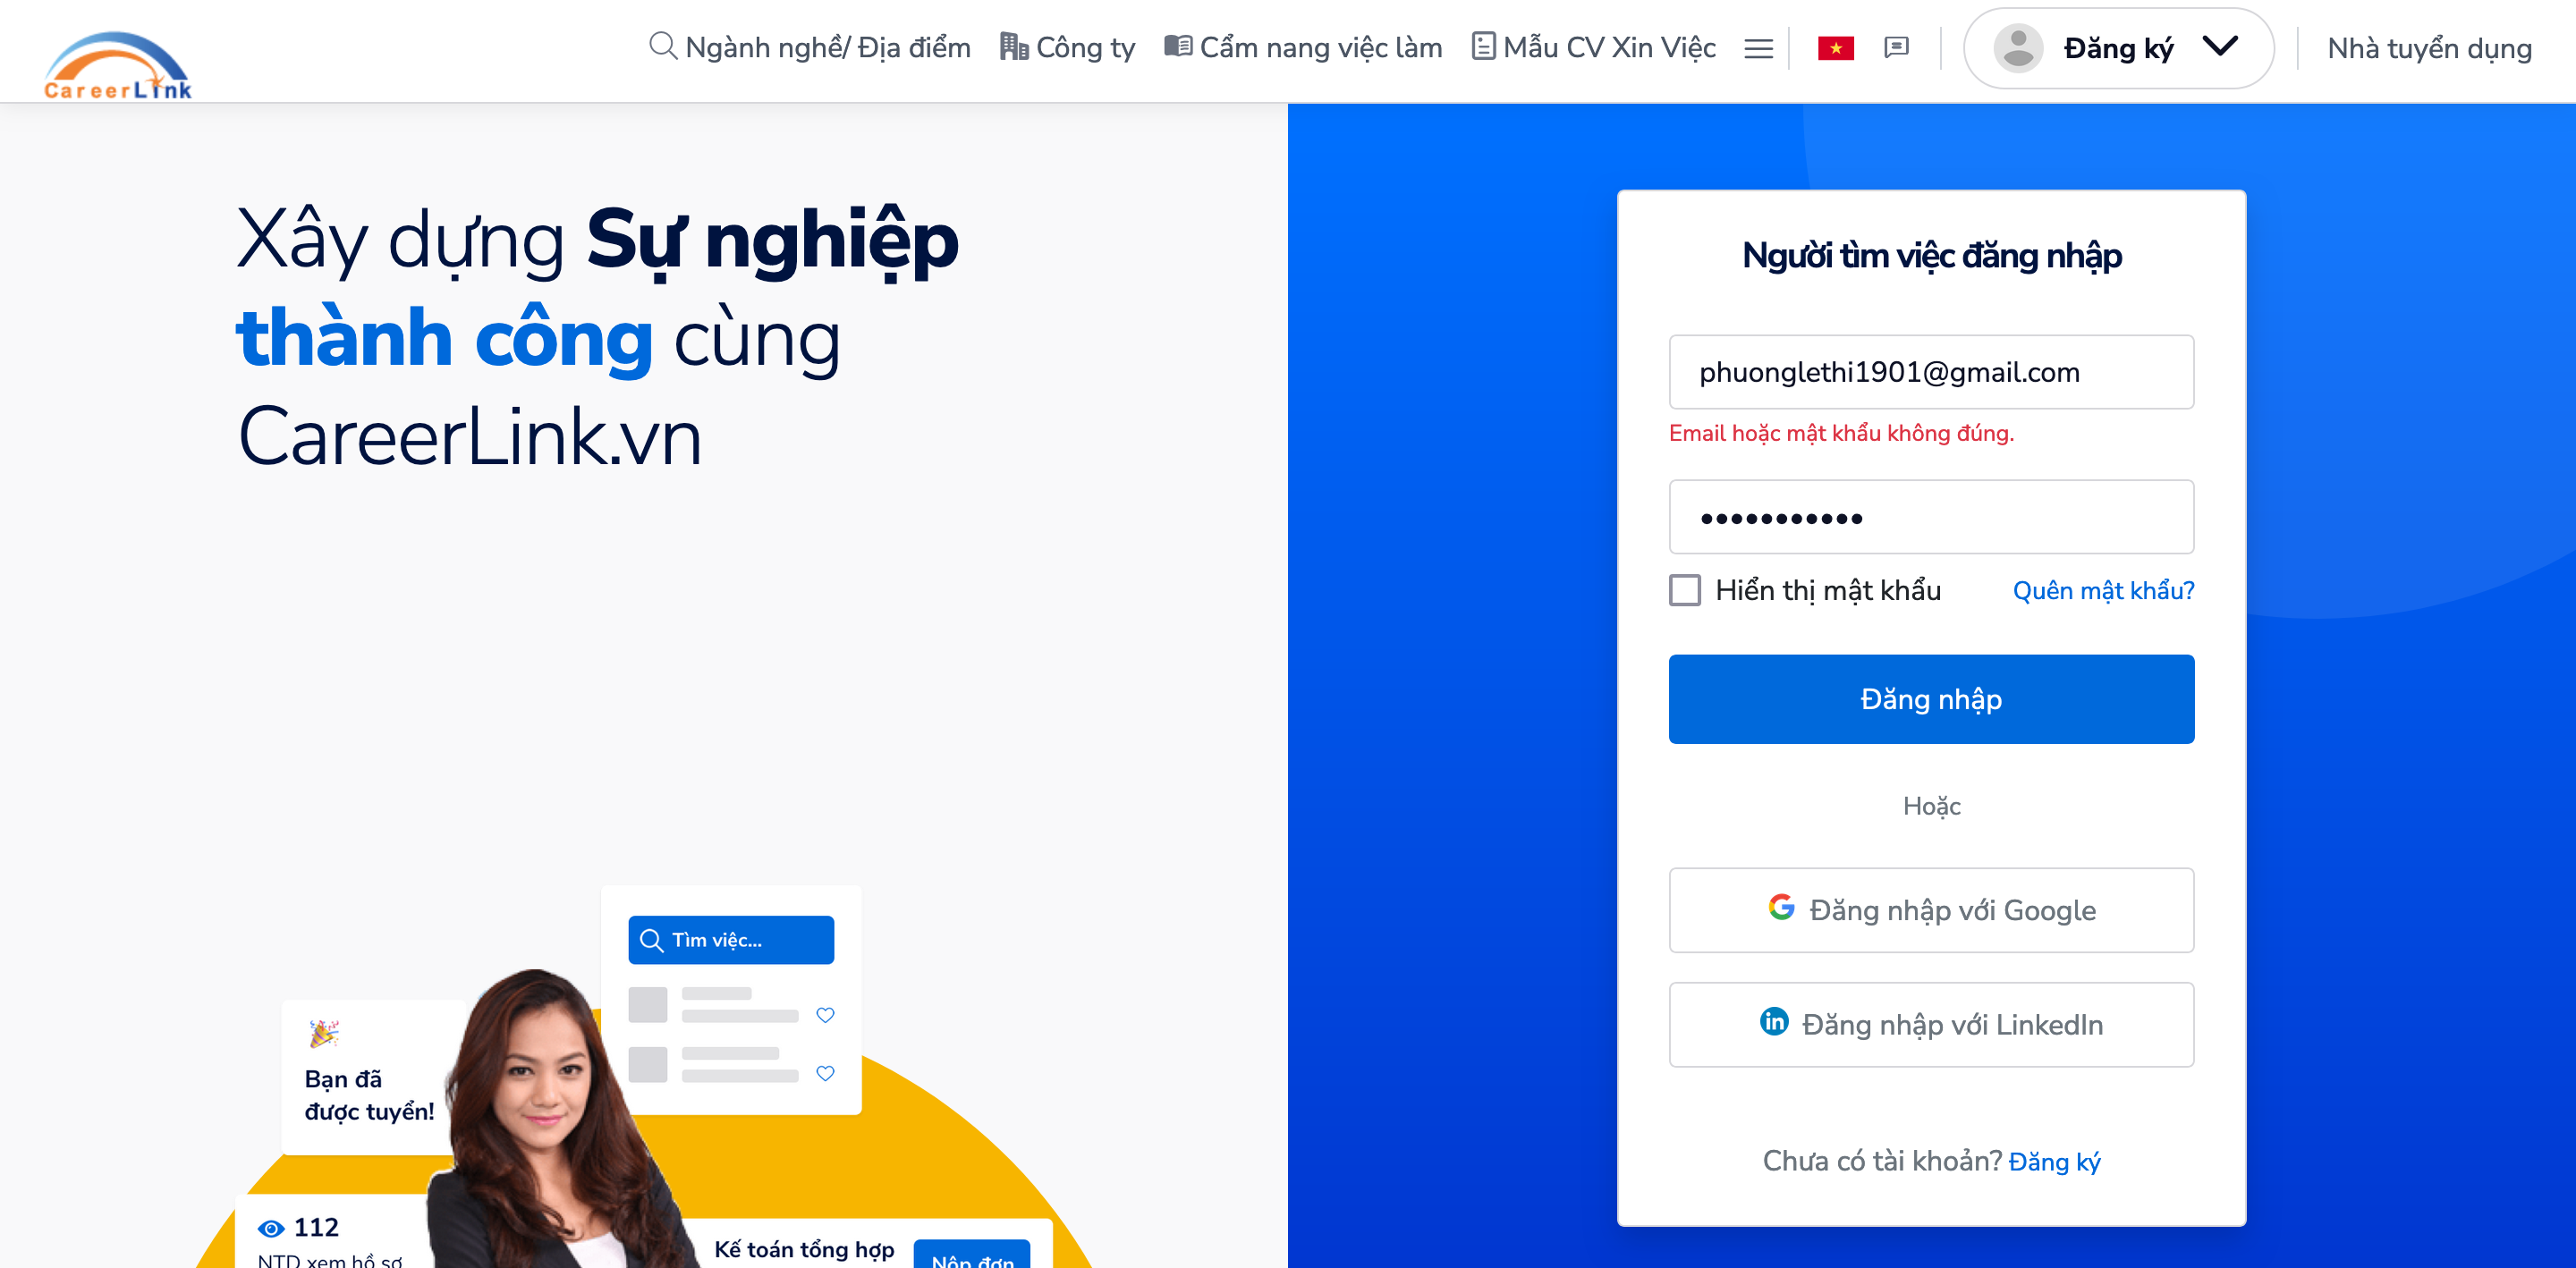 CareerLink
Ngành nghề/ Địa điểm
Công ty
Cẩm nang việc làm
Mẫu CV Xin Việc
Đăng ký
Nhà tuyển dụng
Xây dựng Sự nghiệp
thành công cùng
CareerLink.vn
Tìm việc...
Bạn đã
được tuyển!
112
NTD xem hồ sơ
Kế toán tổng hợp
Nộp đơn
Người tìm việc đăng nhập
phuonglethi1901@gmail.com
Email hoặc mật khẩu không đúng.
Hiển thị mật khẩu
Quên mật khẩu?
Đăng nhập
Hoặc
Đăng nhập với Google
Đăng nhập với LinkedIn
Chưa có tài khoản? Đăng ký